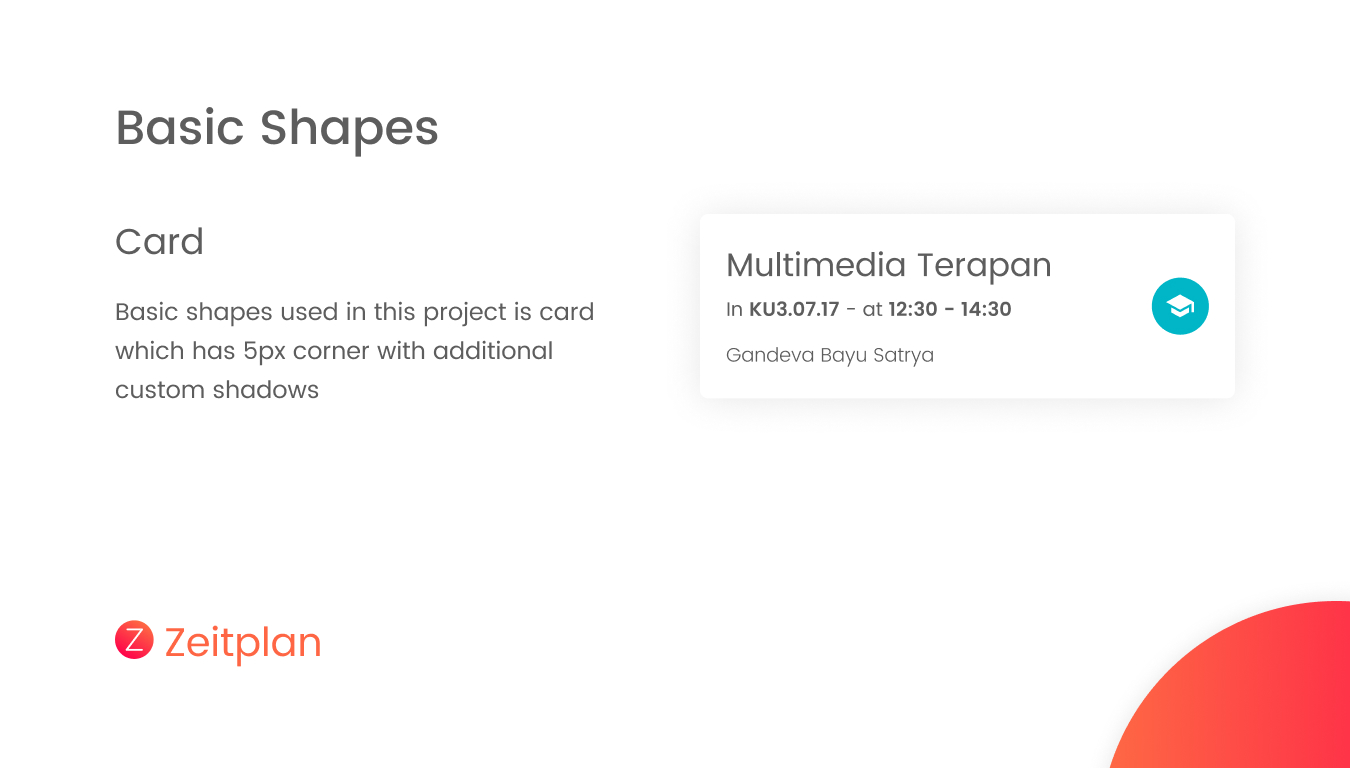 Basic Shapes
Card
Basic shapes used in this project is card
which has 5px corner with additional
custom shadows
Multimedia Terapan
In KU3.07.17 - at 12:30 - 14:30
Gandeva Bayu Satrya
Z Zeitplan